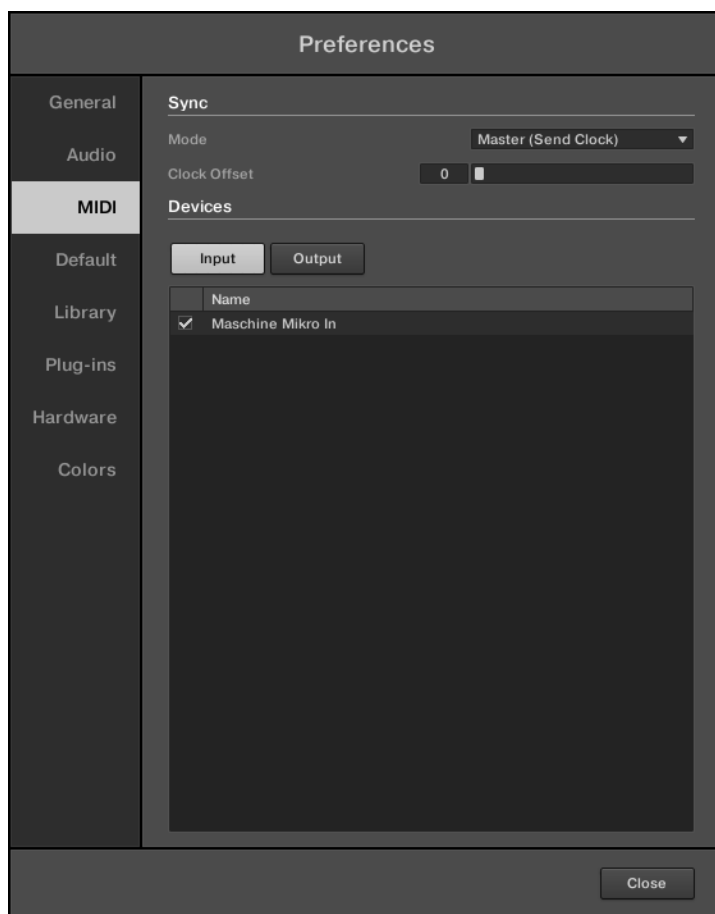 Preferences
General
Audio
MIDI
Default
Library
Plug-ins
Hardware
Colors
Sync
Mode
Master (Send Clock)
Clock Offset
0
Devices
Input
Output
Name
Maschine Mikro In
Close